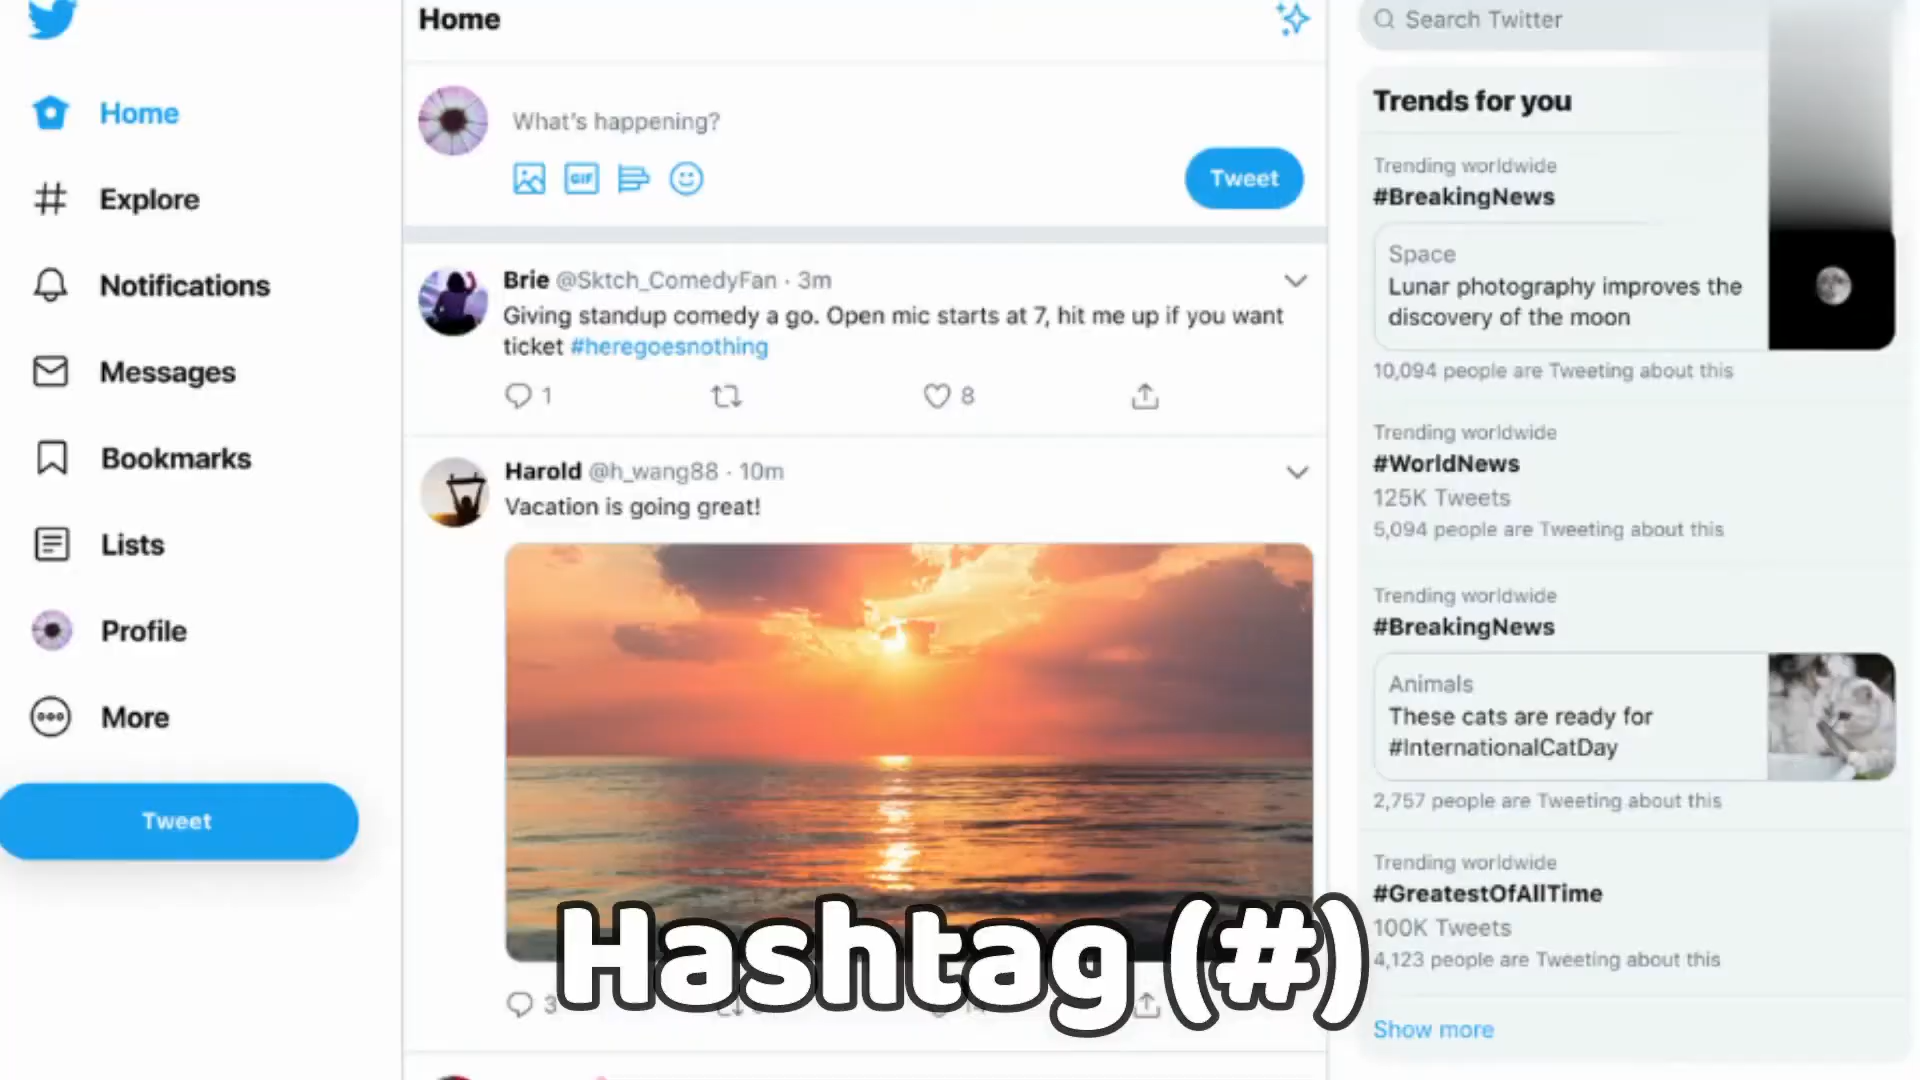 Home
Explore
Notifications
Messages
Bookmarks
Lists
Profile
More
Tweet
Home
What's happening?
GIF
Tweet
Brie @Sktch_ComedyFan · 3m
Giving standup comedy a go. Open mic starts at 7, hit me up if you want
ticket #heregoesnothing
1
8
Harold @h_wang88 · 10m
Vacation is going great!
3
Hashtag (#)
Search Twitter
Trends for you
Trending worldwide
#BreakingNews
Space
Lunar photography improves the
discovery of the moon
10,094 people are Tweeting about this
Trending worldwide
#WorldNews
125K Tweets
5,094 people are Tweeting about this
Trending worldwide
#BreakingNews
Animals
These cats are ready for
#InternationalCatDay
2,757 people are Tweeting about this
Trending worldwide
#GreatestOfAllTime
100K Tweets
4,123 people are Tweeting about this
Show more